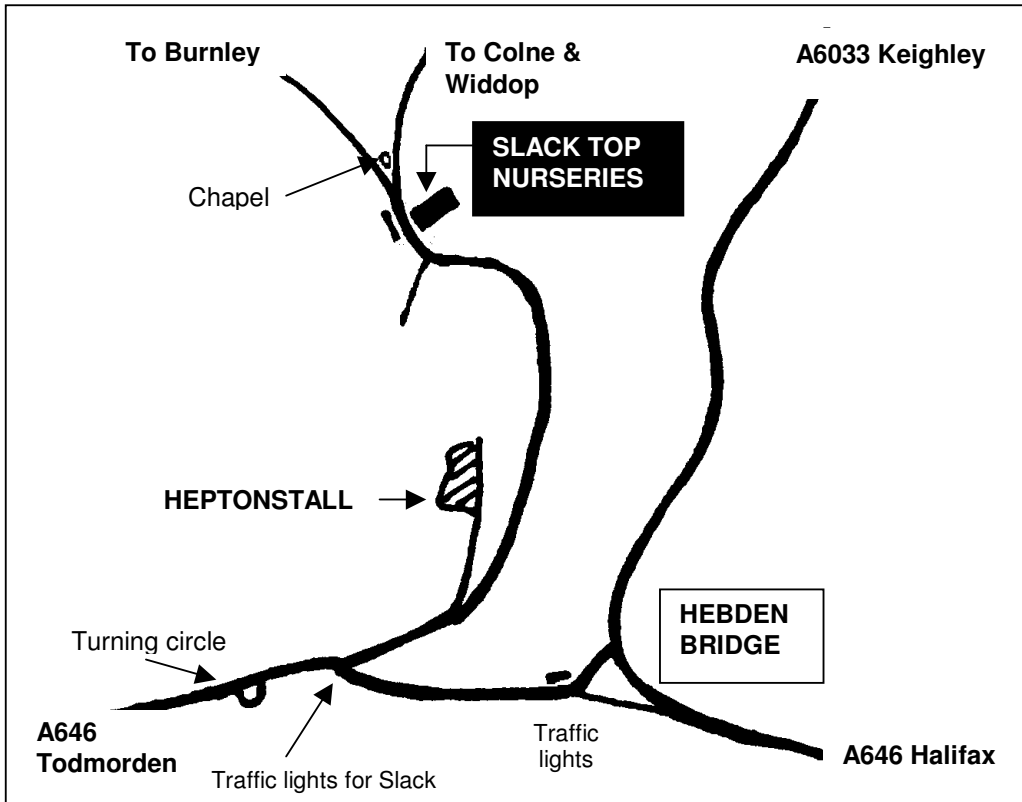 To Burnley
To Colne &
Widdop
A6033 Keighley
SLACK TOP
NURSERIES
Chapel
HEPTONSTALL
HEBDEN
BRIDGE
Turning circle
A646
Todmorden
Traffic lights for Slack
Traffic
lights
A646 Halifax